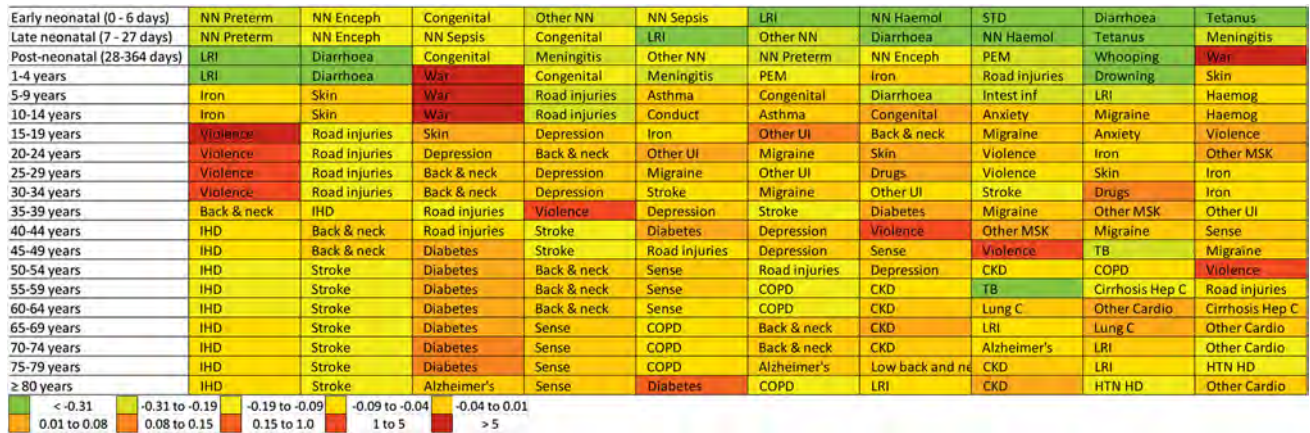 Early neonatal (0 - 6 days) NN Preterm NN Enceph Congenital Other NN NN Sepsis LRI NN Haemol STD Diarrhoea Tetanus
Late neonatal (7 - 27 days) NN Preterm NN Enceph NN Sepsis Congenital LRI Other NN Diarrhoea NN Haemol Tetanus Meningitis
Post-neonatal (28-364 days) LRI Diarrhoea Congenital Meningitis Other NN NN Preterm NN Enceph PEM Whooping War
1-4 years LRI Diarrhoea War Congenital Meningitis PEM Iron Road injuries Drowning Skin
5-9 years Iron Skin War Road injuries Asthma Congenital Diarrhoea Intest inf LRI Haemog
10-14 years Iron Skin War Road injuries Conduct Asthma Congenital Anxiety Migraine Haemog
15-19 years Violence Road injuries Skin Depression Iron Other UI Back & neck Migraine Anxiety Violence
20-24 years Violence Road injuries Depression Back & neck Other UI Migraine Skin Violence Iron Other MSK
25-29 years Violence Road injuries Back & neck Depression Migraine Other UI Drugs Violence Skin Iron
30-34 years Violence Road injuries Back & neck Depression Stroke Migraine Other UI Stroke Drugs Iron
35-39 years Back & neck IHD Road injuries Violence Depression Stroke Diabetes Migraine Other MSK Other UI
40-44 years IHD Back & neck Road injuries Stroke Diabetes Depression Violence Other MSK Migraine Sense
45-49 years IHD Back & neck Diabetes Stroke Road injuries Depression Sense Violence TB Migraine
50-54 years IHD Stroke Diabetes Back & neck Sense Road injuries Depression CKD COPD Violence
55-59 years IHD Stroke Diabetes Back & neck Sense COPD CKD TB Cirrhosis Hep C Road injuries
60-64 years IHD Stroke Diabetes Back & neck Sense COPD CKD Lung C Other Cardio Cirrhosis Hep C
65-69 years IHD Stroke Diabetes Sense COPD Back & neck CKD LRI Lung C Other Cardio
70-74 years IHD Stroke Diabetes Sense COPD Back & neck CKD Alzheimer's LRI Other Cardio
75-79 years IHD Stroke Diabetes Sense COPD Alzheimer's Low back and ne CKD LRI HTN HD
≥ 80 years IHD Stroke Alzheimer's Sense Diabetes COPD LRI CKD HTN HD Other Cardio
< -0.31 -0.31 to -0.19 -0.19 to -0.09 -0.09 to -0.04 -0.04 to 0.01
0.01 to 0.08 0.08 to 0.15 0.15 to 1.0 1 to 5 > 5